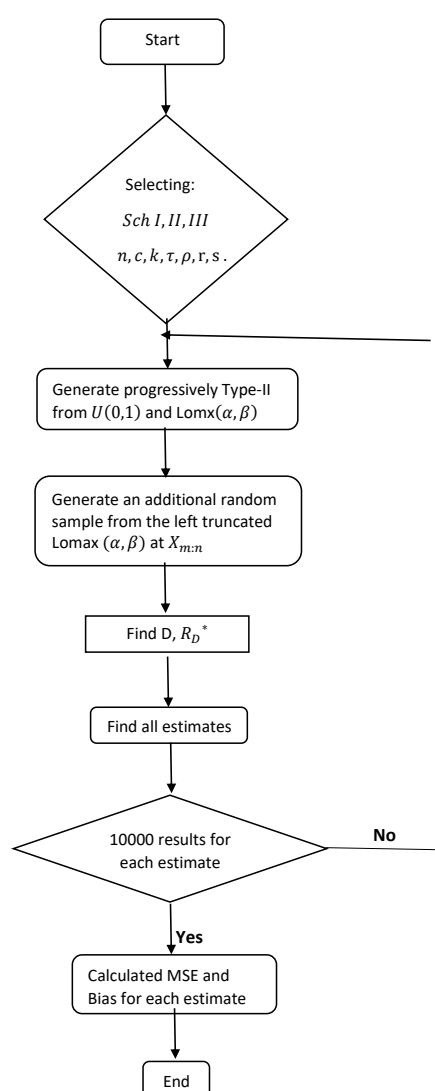 Start
Selecting:
Sch I, II, III
n, c, k, τ, ρ, r, s .
Generate progressively Type-II
from U(0,1) and Lomx(α, β)
Generate an additional random
sample from the left truncated
Lomax (α, β) at Xₘ:ₙ
Find D, R_D*
Find all estimates
10000 results for
each estimate
No
Yes
Calculated MSE and
Bias for each estimate
End